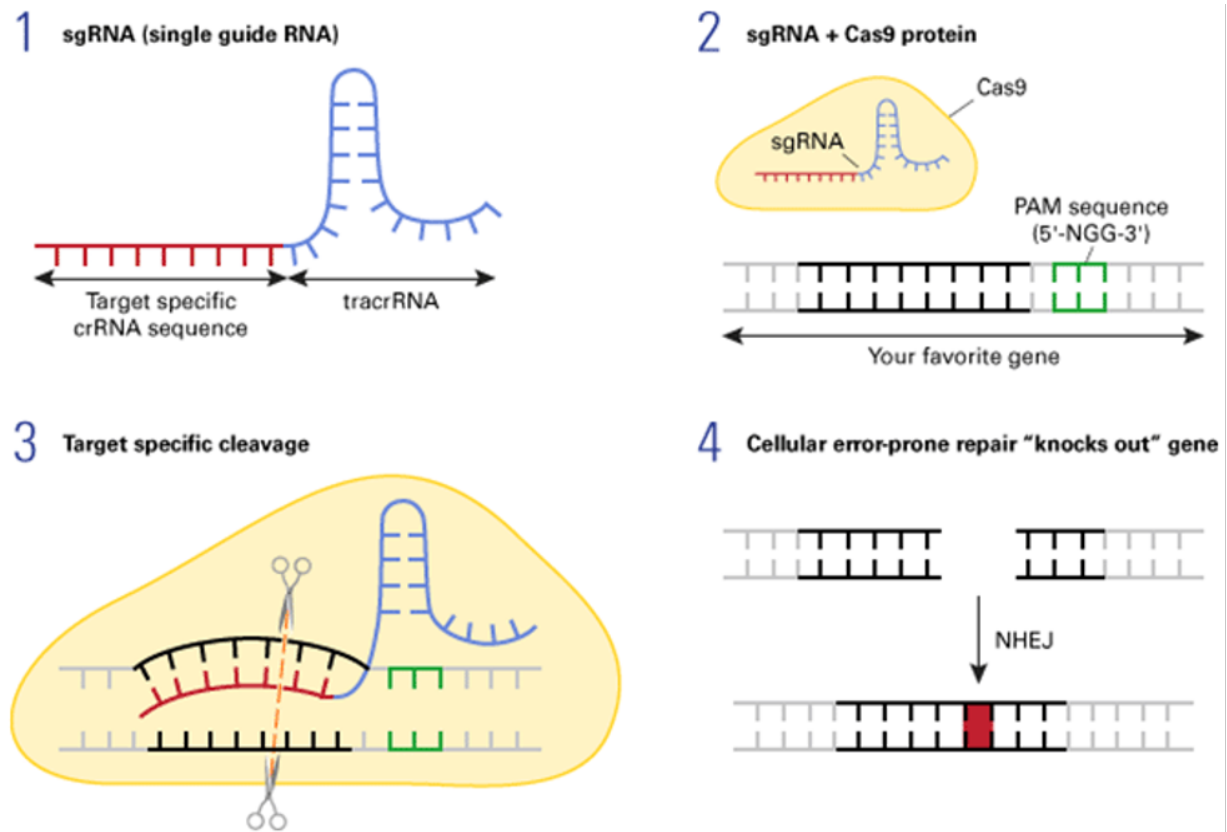 1 sgRNA (single guide RNA)
Target specific
crRNA sequence
tracrRNA
2 sgRNA + Cas9 protein
Cas9
sgRNA
PAM sequence
(5'-NGG-3')
Your favorite gene
3 Target specific cleavage
4 Cellular error-prone repair “knocks out” gene
NHEJ